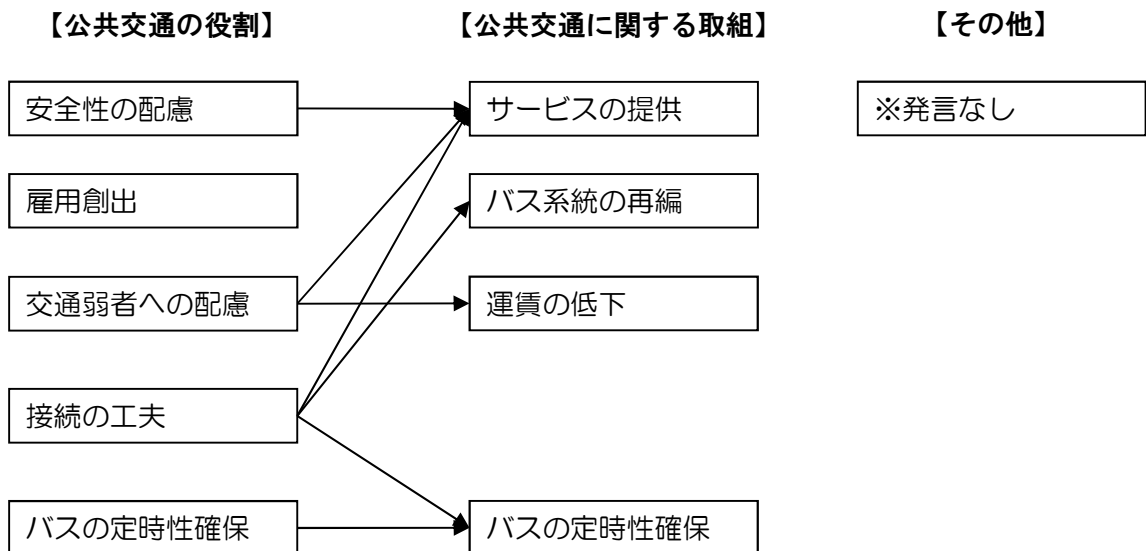 【公共交通の役割】
【公共交通に関する取組】
【その他】
安全性の配慮
サービスの提供
※発言なし
雇用創出
バス系統の再編
交通弱者への配慮
運賃の低下
接続の工夫
バスの定時性確保
バスの定時性確保